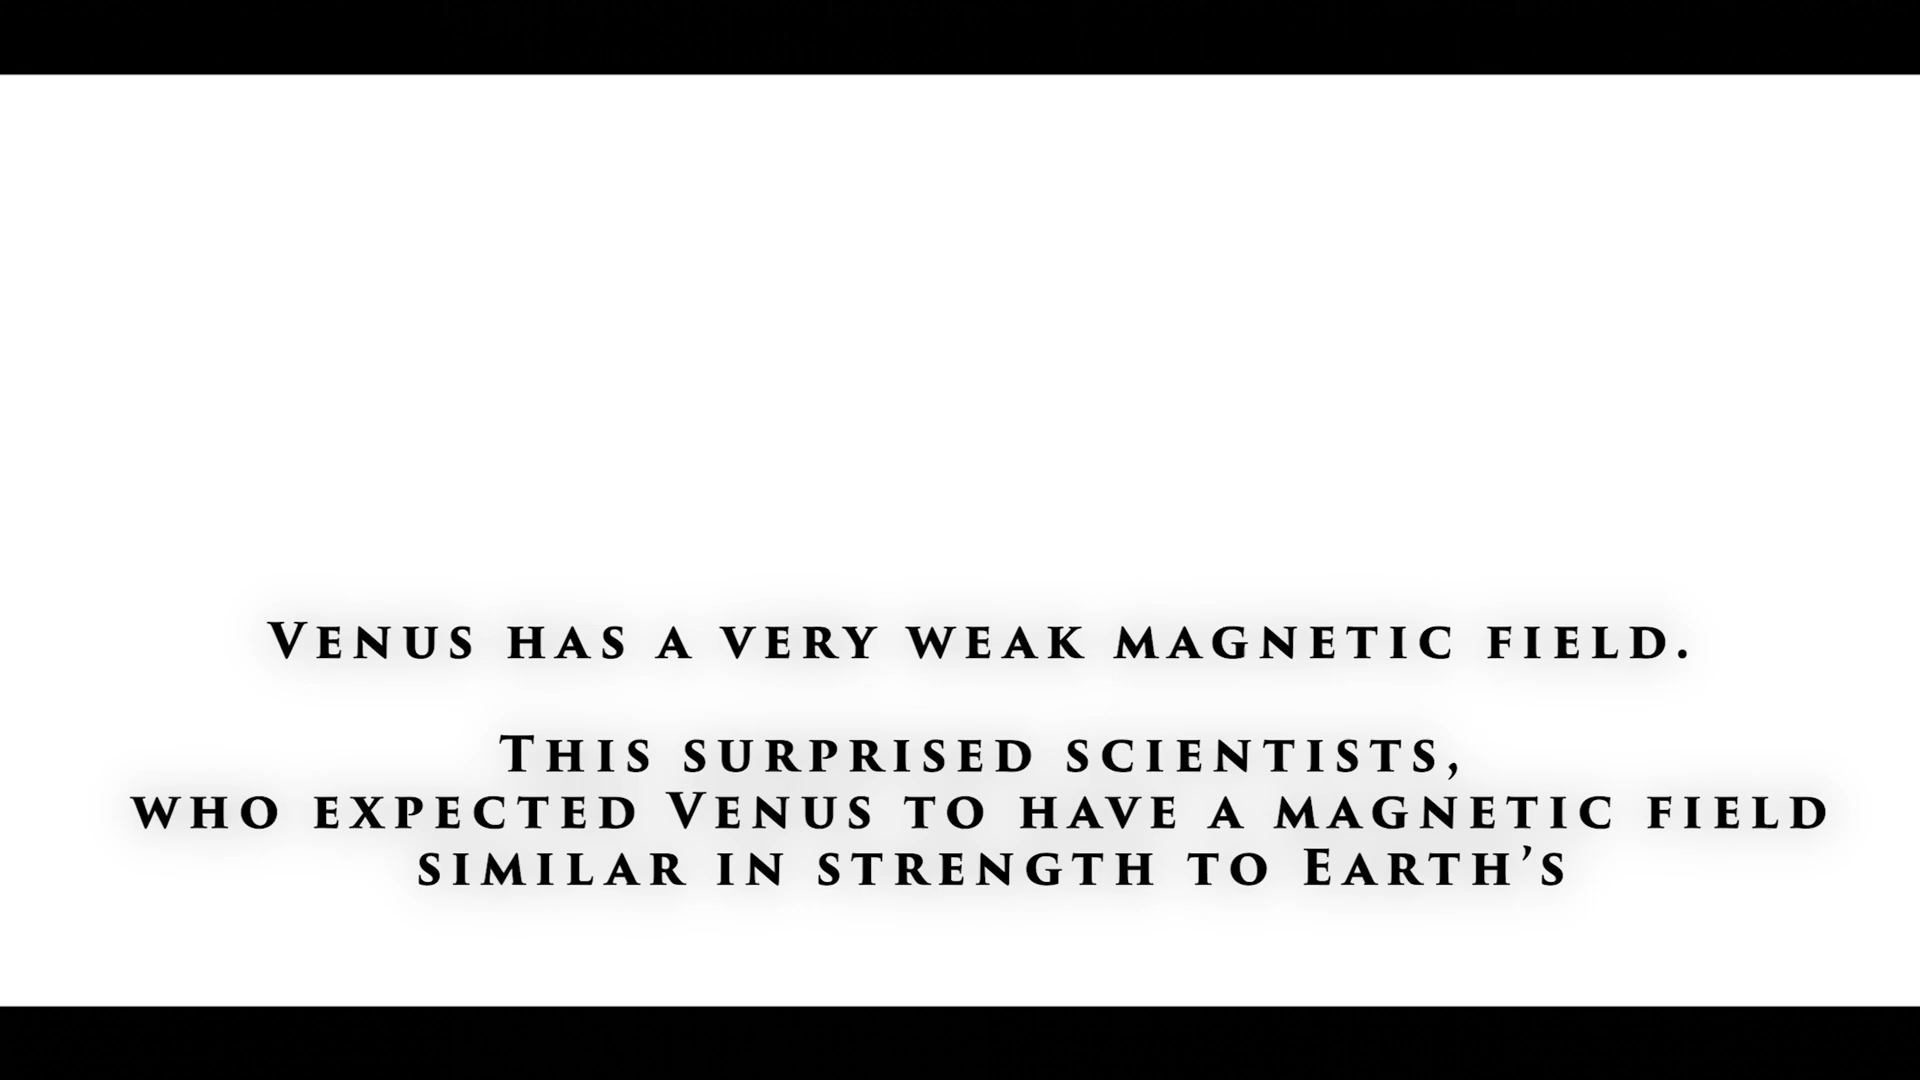 Venus has a very weak magnetic field.
This surprised scientists,
who expected Venus to have a magnetic field
similar in strength to Earth’s